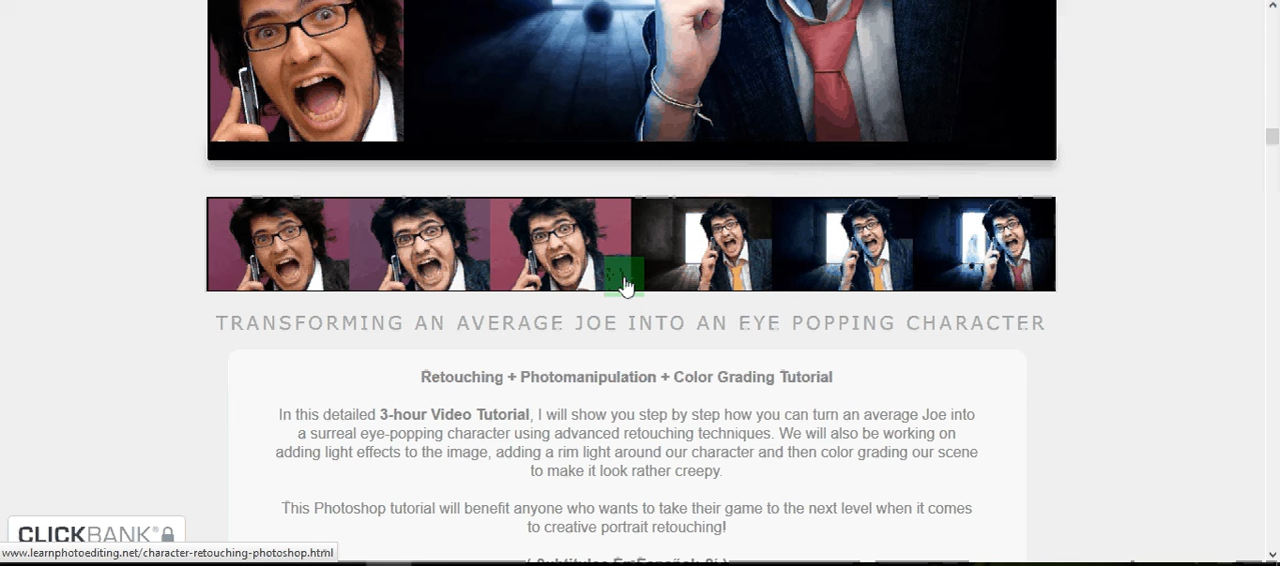 TRANSFORMING AN AVERAGE JOE INTO AN EYE POPPING CHARACTER
Retouching + Photomanipulation + Color Grading Tutorial
In this detailed 3-hour Video Tutorial, I will show you step by step how you can turn an average Joe into
a surreal eye-popping character using advanced retouching techniques. We will also be working on
adding light effects to the image, adding a rim light around our character and then color grading our scene
to make it look rather creepy.
This Photoshop tutorial will benefit anyone who wants to take their game to the next level when it comes
to creative portrait retouching!
CLICKBANK®
www.learnphotoediting.net/character-retouching-photoshop.html